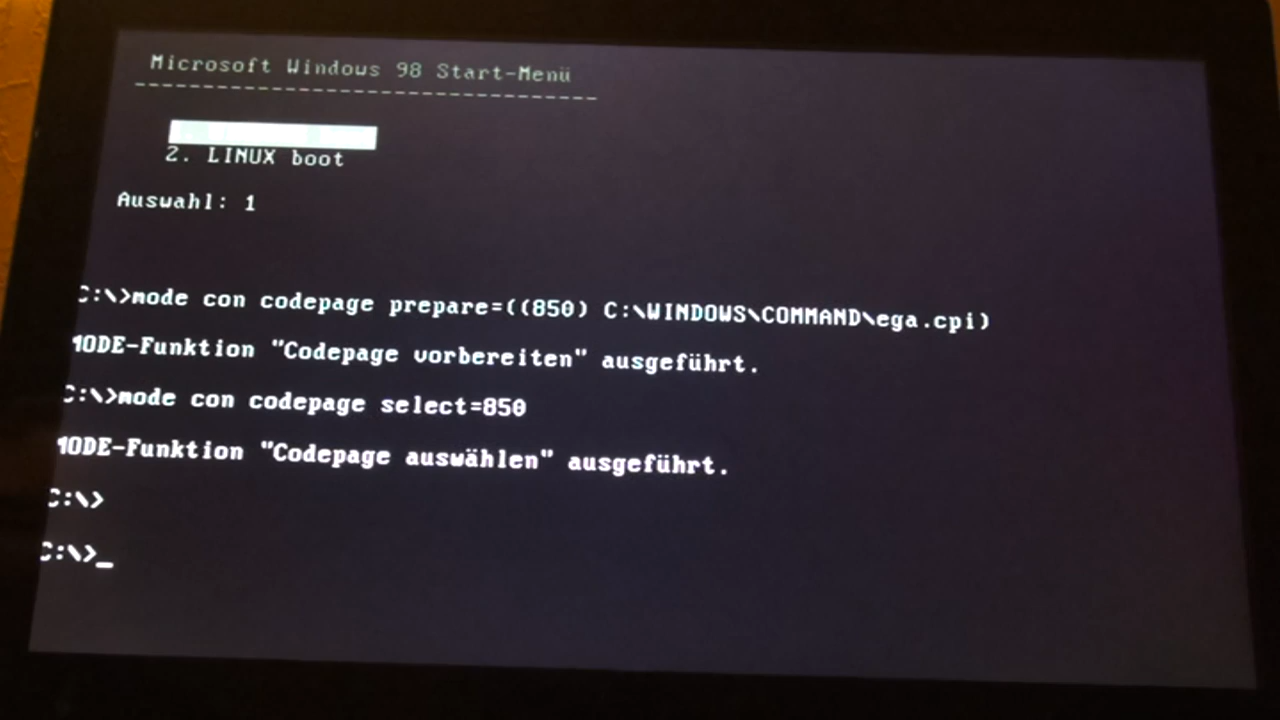 Microsoft Windows 98 Start-Menü
---------------------------------
2. LINUX boot
Auswahl: 1
C:\>mode con codepage prepare=((850) C:\WINDOWS\COMMAND\ega.cpi)
MODE-Funktion "Codepage vorbereiten" ausgeführt.
C:\>mode con codepage select=850
MODE-Funktion "Codepage auswählen" ausgeführt.
C:\>
C:\>_